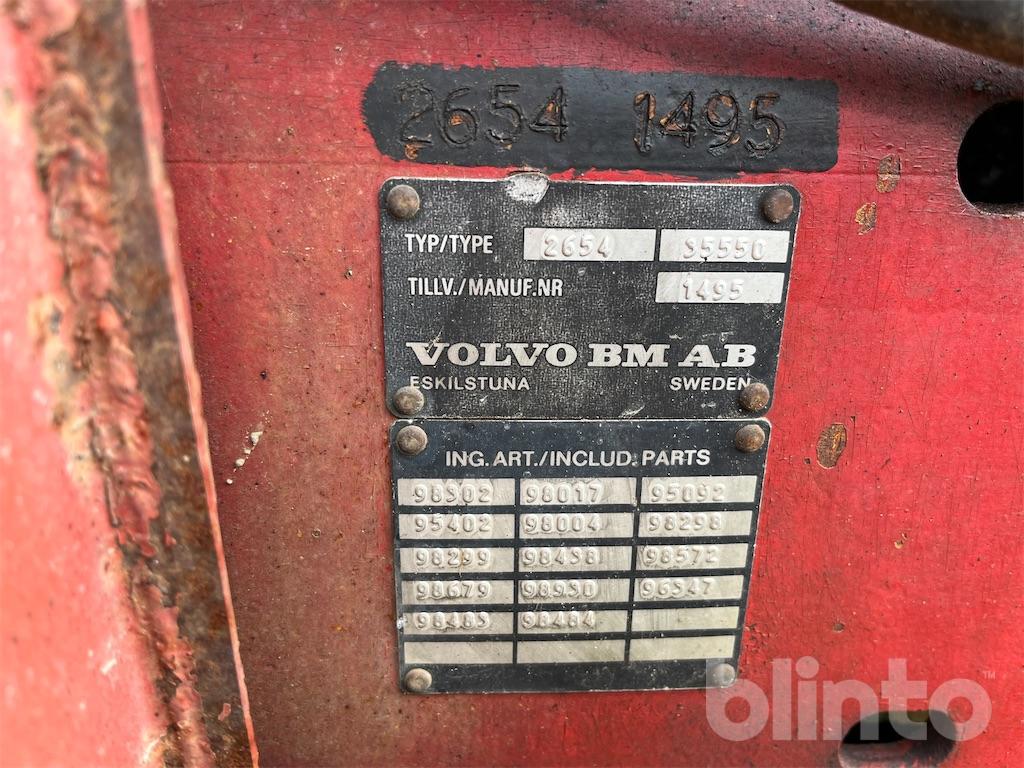 2654 1495
TYP/TYPE 2654 35550
TILLV./MANUF.NR 1495
VOLVO BM AB
ESKILSTUNA SWEDEN
ING. ART./INCLUD. PARTS
98302 98017 95092
95402 98004 98298
98299 98438 98572
98679 98930 96347
98483 98484
blinto™